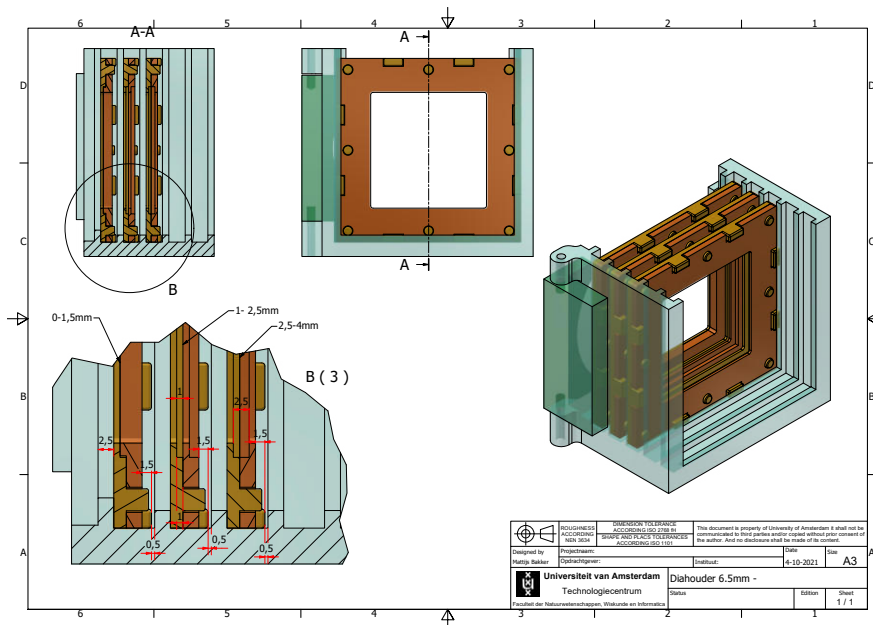 6 5 4 3 2 1
A-A
A
D
D
C
C
A
B
0-1,5mm
1- 2,5mm
2,5-4mm
B ( 3 )
B
B
1
2,5
2,5
1,5
1,5
1,5
1
0,5
0,5
0,5
A
A
ROUGHNESS
ACCORDING
NEN 3634
DIMENSION TOLERANCE
ACCORDING ISO 2768 fH
SHAPE AND PLACS TOLERANCES
ACCORDING ISO 1101
This document is property of University of Amsterdam it shall not be
communicated to third parties and/or copied without prior consent of
the author. And no disclosure shall be made of its content.
Designed by
Mattijs Bakker
Projectnaam:
Opdrachtgever:
Instituut:
Date
4-10-2021
Size
A3
Universiteit van Amsterdam
Technologiecentrum
Faculteit der Natuurwetenschappen, Wiskunde en Informatica
Diahouder 6.5mm -
Status
Edition
Sheet
1 / 1
6 5 4 3 2 1